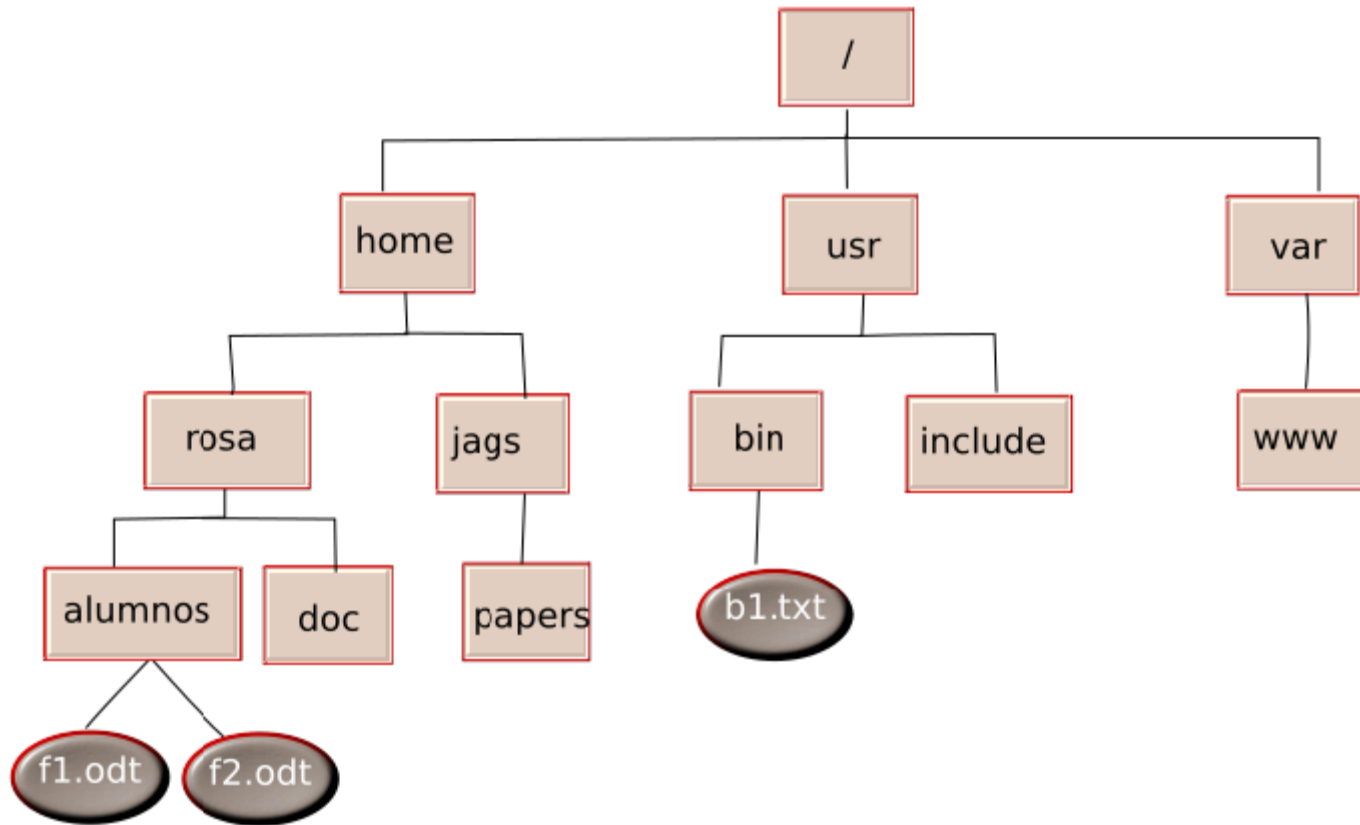 /
home
usr
var
rosa
jags
bin
include
www
alumnos
doc
papers
b1.txt
f1.odt
f2.odt